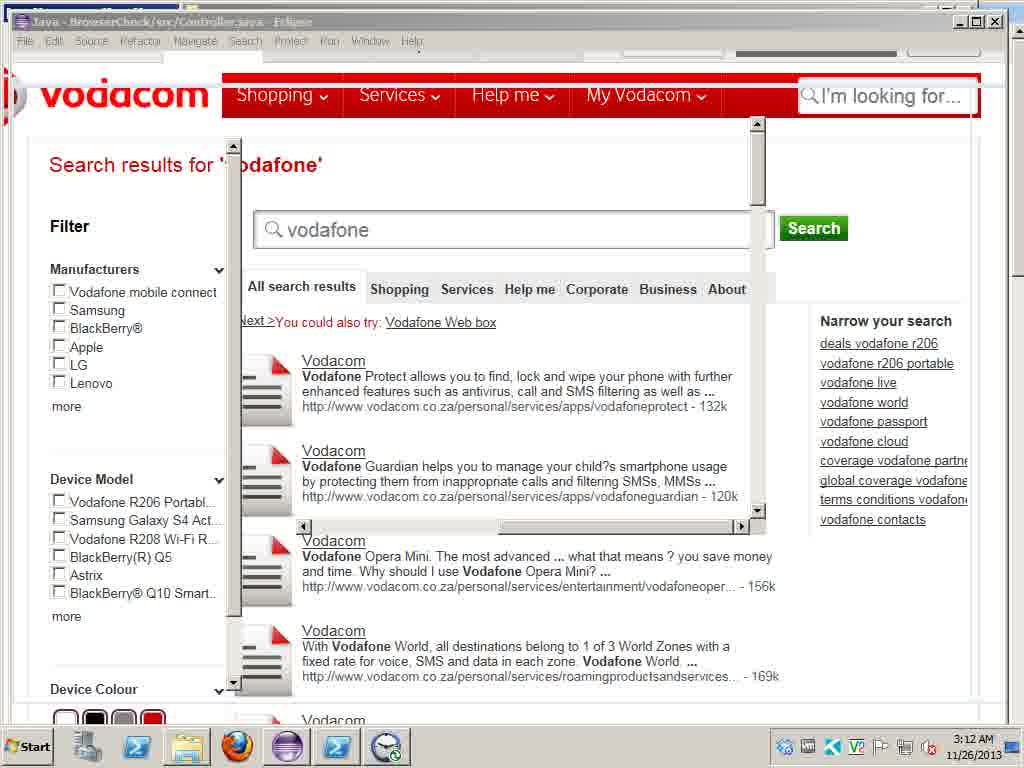 Java - BrowserCheck/src/Controller.java - Eclipse
File Edit Source Refactor Navigate Search Project Run Window Help
vodacom
Shopping Services Help me My Vodacom I'm looking for...
Search results for 'vodafone'
Filter
vodafone Search
Manufacturers
Vodafone mobile connect
Samsung
BlackBerry®
Apple
LG
Lenovo
more
Device Model
Vodafone R206 Portabl...
Samsung Galaxy S4 Act...
Vodafone R208 Wi-Fi R...
BlackBerry(R) Q5
Astrix
BlackBerry® Q10 Smart..
more
Device Colour
All search results Shopping Services Help me Corporate Business About
Next > You could also try: Vodafone Web box
Vodacom
Vodafone Protect allows you to find, lock and wipe your phone with further
enhanced features such as antivirus, call and SMS filtering as well as ...
http://www.vodacom.co.za/personal/services/apps/vodafoneprotect - 132k
Vodacom
Vodafone Guardian helps you to manage your child?s smartphone usage
by protecting them from inappropriate calls and filtering SMSs, MMSs ...
http://www.vodacom.co.za/personal/services/apps/vodafoneguardian - 120k
Vodacom
Vodafone Opera Mini. The most advanced ... what that means ? you save money
and time. Why should I use Vodafone Opera Mini? ...
http://www.vodacom.co.za/personal/services/entertainment/vodafoneoper... - 156k
Vodacom
With Vodafone World, all destinations belong to 1 of 3 World Zones with a
fixed rate for voice, SMS and data in each zone. Vodafone World. ...
http://www.vodacom.co.za/personal/services/roamingproductsandservices... - 169k
Vodacom
Narrow your search
deals vodafone r206
vodafone r206 portable
vodafone live
vodafone world
vodafone passport
vodafone cloud
coverage vodafone partne
global coverage vodafone
terms conditions vodafone
vodafone contacts
Start
3:12 AM
11/26/2013